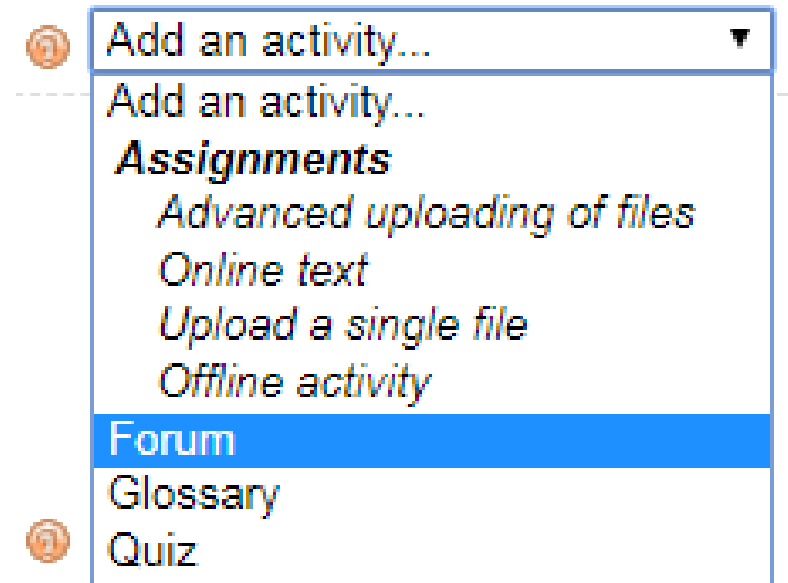 Add an activity...
Add an activity...
Assignments
Advanced uploading of files
Online text
Upload a single file
Offline activity
Forum
Glossary
Quiz